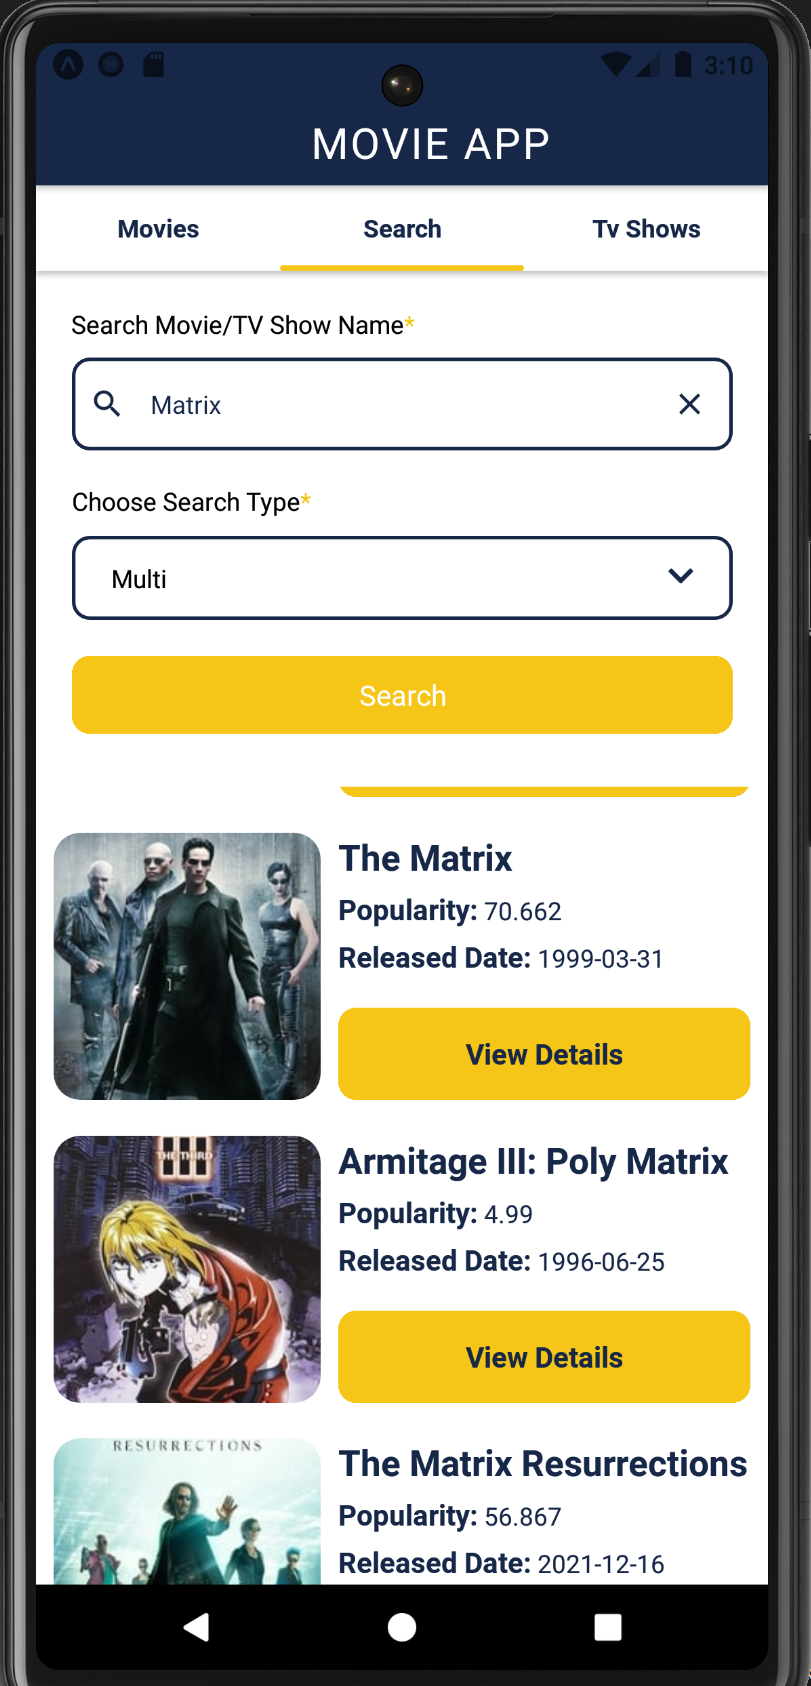 3:10
MOVIE APP
Movies Search Tv Shows
Search Movie/TV Show Name*
Matrix
Choose Search Type*
Multi
Search
The Matrix
Popularity: 70.662
Released Date: 1999-03-31
View Details
THE THIRD
III
Armitage III: Poly Matrix
Popularity: 4.99
Released Date: 1996-06-25
View Details
RESURRECTIONS
The Matrix Resurrections
Popularity: 56.867
Released Date: 2021-12-16